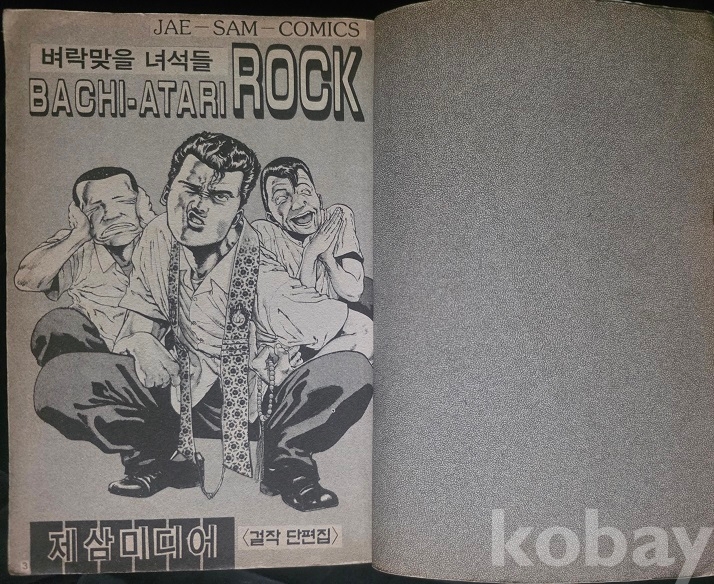 JAE-SAM-COMICS
벼락맞을 녀석들
BACHI-ATARI ROCK
제삼미디어
〈걸작 단편집〉
3
kobay